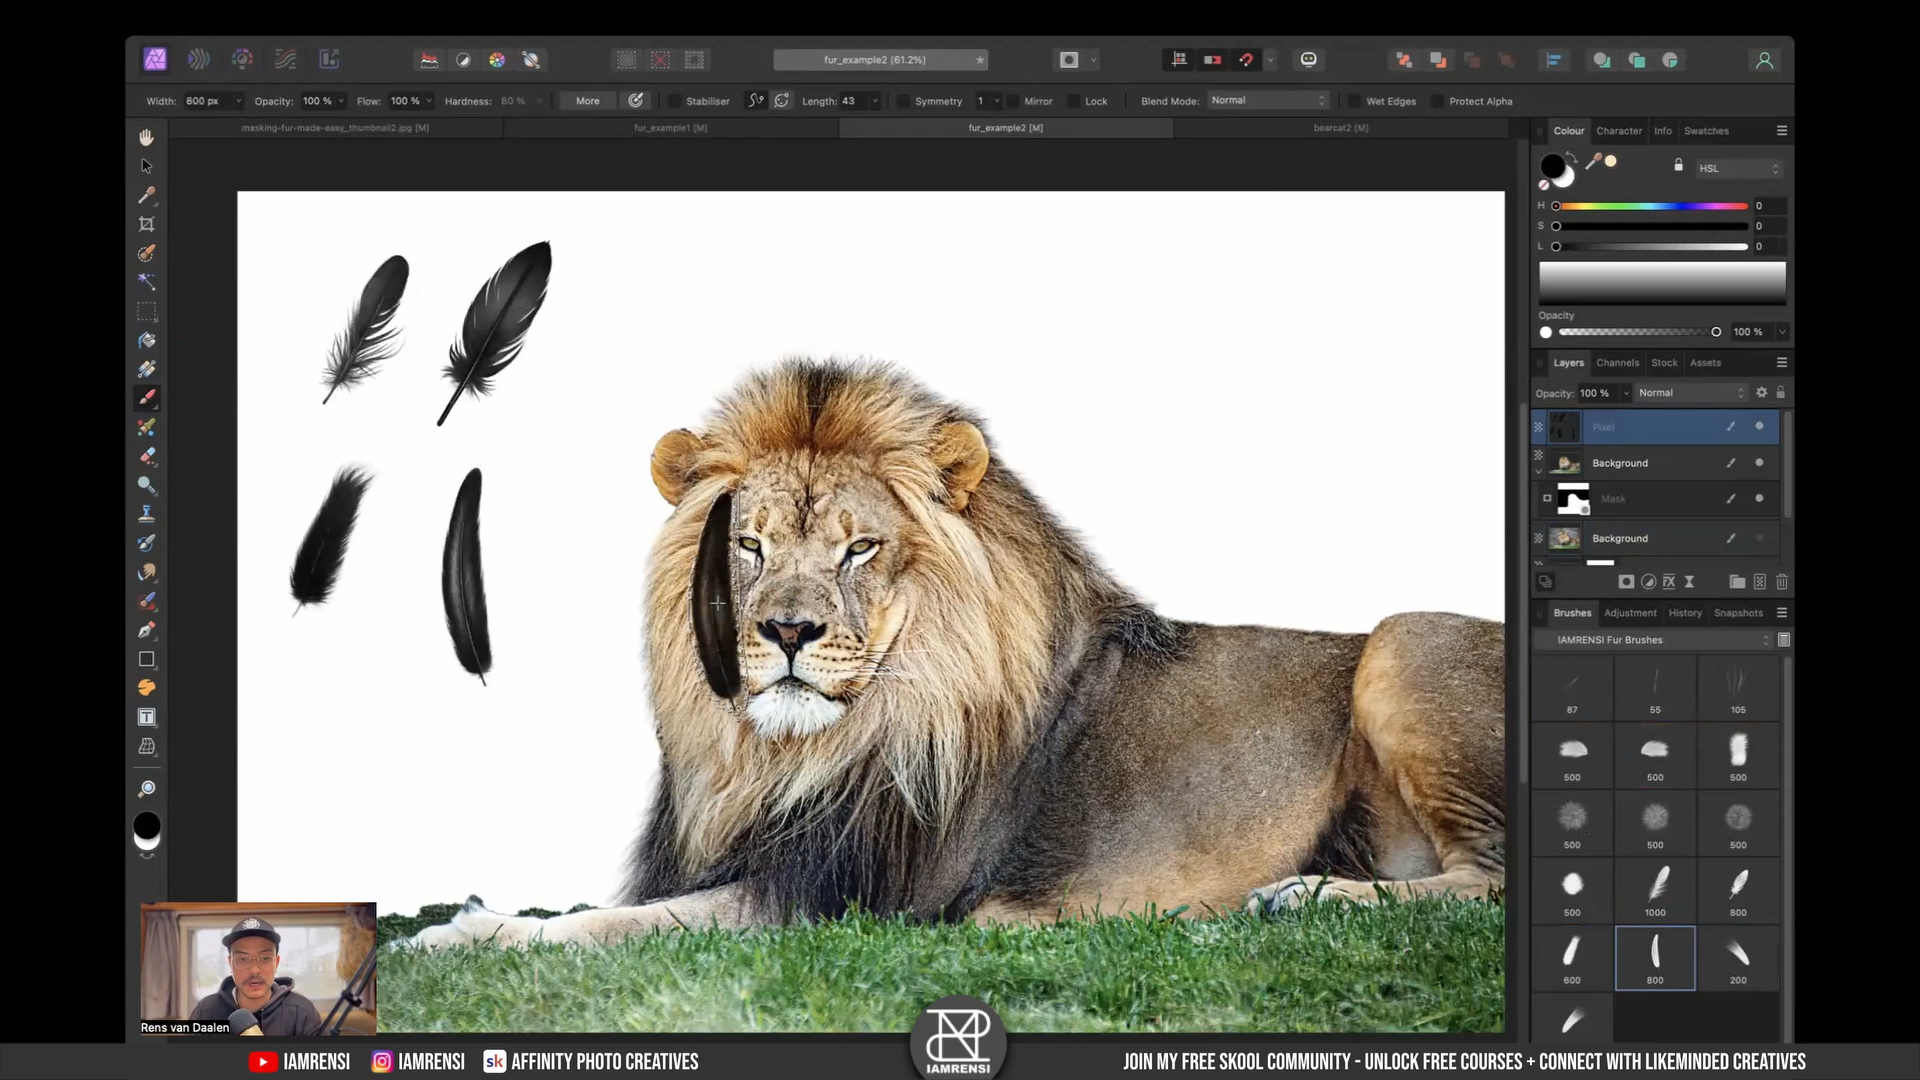 fur_example2 (61.2%)
Width: 600 px Opacity: 100 % Flow: 100 % Hardness: 80 % More Stabiliser Length: 43 Symmetry 1 Mirror Lock Blend Mode: Normal Wet Edges Protect Alpha
masking-fur-made-easy_thumbnail2.jpg [M] fur_example1 [M] fur_example2 [M] bearcat2 [M]
Colour Character Info Swatches
HSL
H 0
S 0
L 0
Opacity
100 %
Layers Channels Stock Assets
Opacity: 100 % Normal
Pixel
Background
Mask
Background
Brushes Adjustment History Snapshots
IAMRENSI Fur Brushes
87 55 105
500 500 500
500 500 500
500 1000 800
600 800 200
Rens van Daalen
IAMRENSI IAMRENSI sk AFFINITY PHOTO CREATIVES
IAMRENSI
JOIN MY FREE SKOOL COMMUNITY - UNLOCK FREE COURSES + CONNECT WITH LIKEMINDED CREATIVES